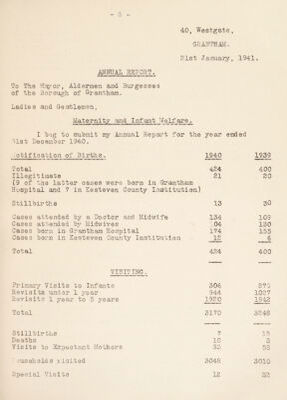 - 3 -
40, Westgate,
GRANTHAM.
21st January, 1941.
ANNUAL REPORT.
To The Mayor, Aldermen and Burgesses
of the Borough of Grantham.
Ladies and Gentlemen,
Maternity and Infant Welfare.
I beg to submit my Annual Report for the year ended
31st December 1940.
Notification of Births. 1940 1939
Total 424 400
Illegitimate 21 20
(9 of the latter cases were born in Grantham
Hospital and 7 in Kesteven County Institution)
Stillbirths 13 30
Cases attended by a Doctor and Midwife 134 109
Cases attended by Midwives 130
Cases born in Grantham Hospital 174 155
Cases born in Kesteven County Institution 12 6
Total 424 400
VISITING.
Primary Visits to Infants 306
Revisits under 1 year 944 1027
Revisits 1 year to 5 years 1920 1942
Total 3170 3248
Stillbirths 7
Deaths
Visits to Expectant Mothers
Households visited 3048 3010
Special Visits 12